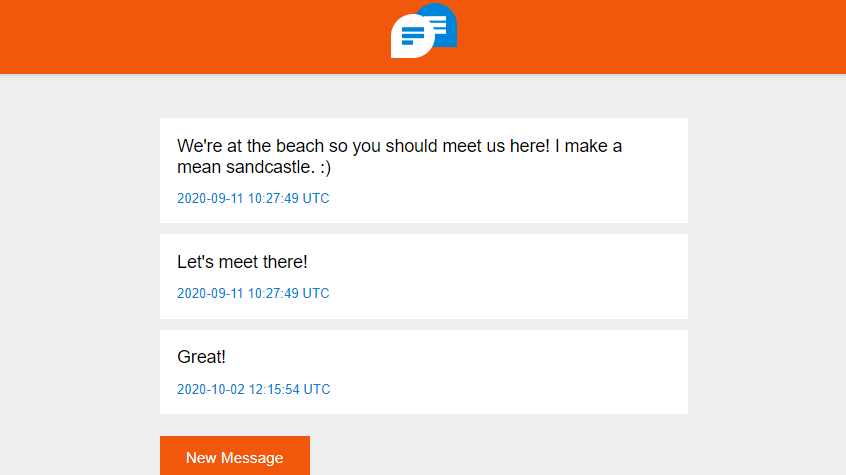 We're at the beach so you should meet us here! I make a
mean sandcastle. :)
2020-09-11 10:27:49 UTC
Let's meet there!
2020-09-11 10:27:49 UTC
Great!
2020-10-02 12:15:54 UTC
New Message